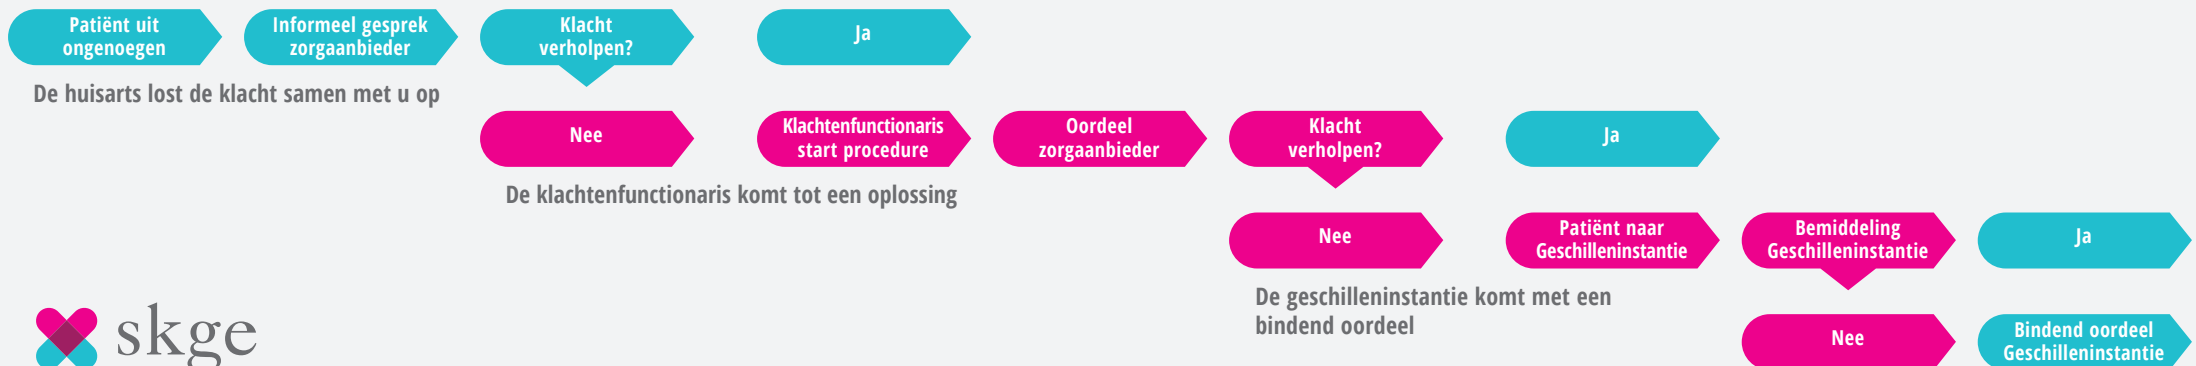 Patiënt uit
ongenoegen
Informeel gesprek
zorgaanbieder
Klacht
verholpen?
Ja
De huisarts lost de klacht samen met u op
Nee
Klachtenfunctionaris
start procedure
Oordeel
zorgaanbieder
Klacht
verholpen?
Ja
De klachtenfunctionaris komt tot een oplossing
Nee
Patiënt naar
Geschilleninstantie
Bemiddeling
Geschilleninstantie
Ja
De geschilleninstantie komt met een
bindend oordeel
Nee
Bindend oordeel
Geschilleninstantie
skge